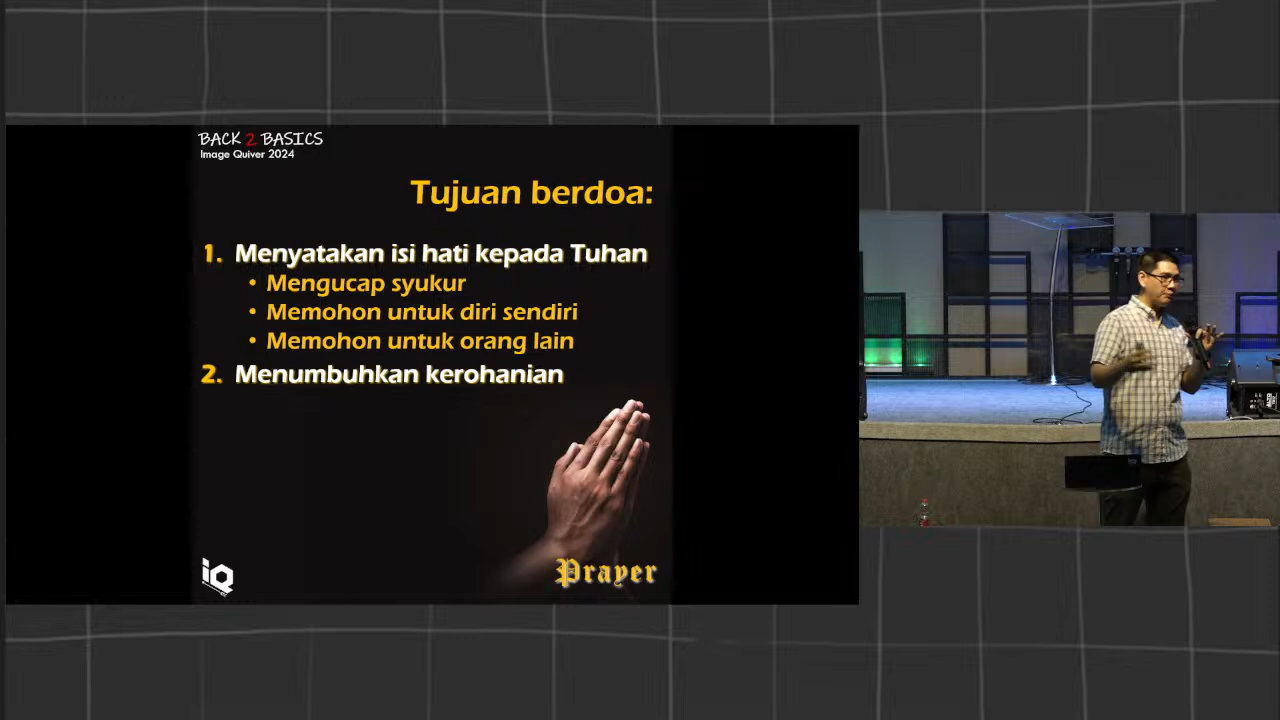 BACK 2 BASICS
Image Quiver 2024
Tujuan berdoa:
1. Menyatakan isi hati kepada Tuhan
• Mengucap syukur
• Memohon untuk diri sendiri
• Memohon untuk orang lain
2. Menumbuhkan kerohanian
iQ
Prayer